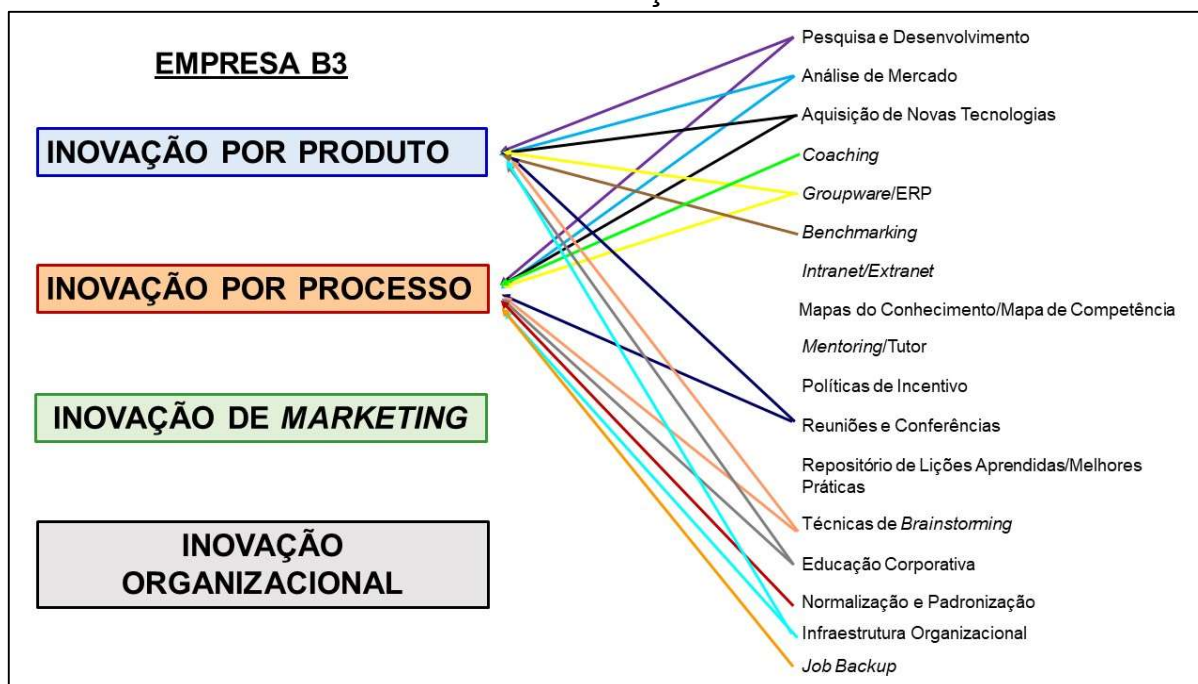 EMPRESA B3
INOVAÇÃO POR PRODUTO
INOVAÇÃO POR PROCESSO
INOVAÇÃO DE MARKETING
INOVAÇÃO
ORGANIZACIONAL
Pesquisa e Desenvolvimento
Análise de Mercado
Aquisição de Novas Tecnologias
Coaching
Groupware/ERP
Benchmarking
Intranet/Extranet
Mapas do Conhecimento/Mapa de Competência
Mentoring/Tutor
Políticas de Incentivo
Reuniões e Conferências
Repositório de Lições Aprendidas/Melhores
Práticas
Técnicas de Brainstorming
Educação Corporativa
Normalização e Padronização
Infraestrutura Organizacional
Job Backup